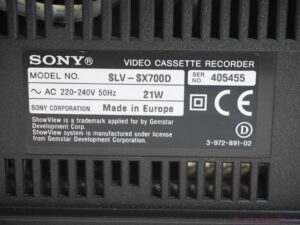 SONY® VIDEO CASSETTE RECORDER
MODEL NO. SLV-SX700D SER. NO. 405455
~ AC 220-240V 50Hz 21W
SONY CORPORATION Made in Europe
ShowView is a trademark applied for by Gemstar
Development Corp.
ShowView system is manufactured under license
from Gemstar Development Corp.
D
3-972-891-02